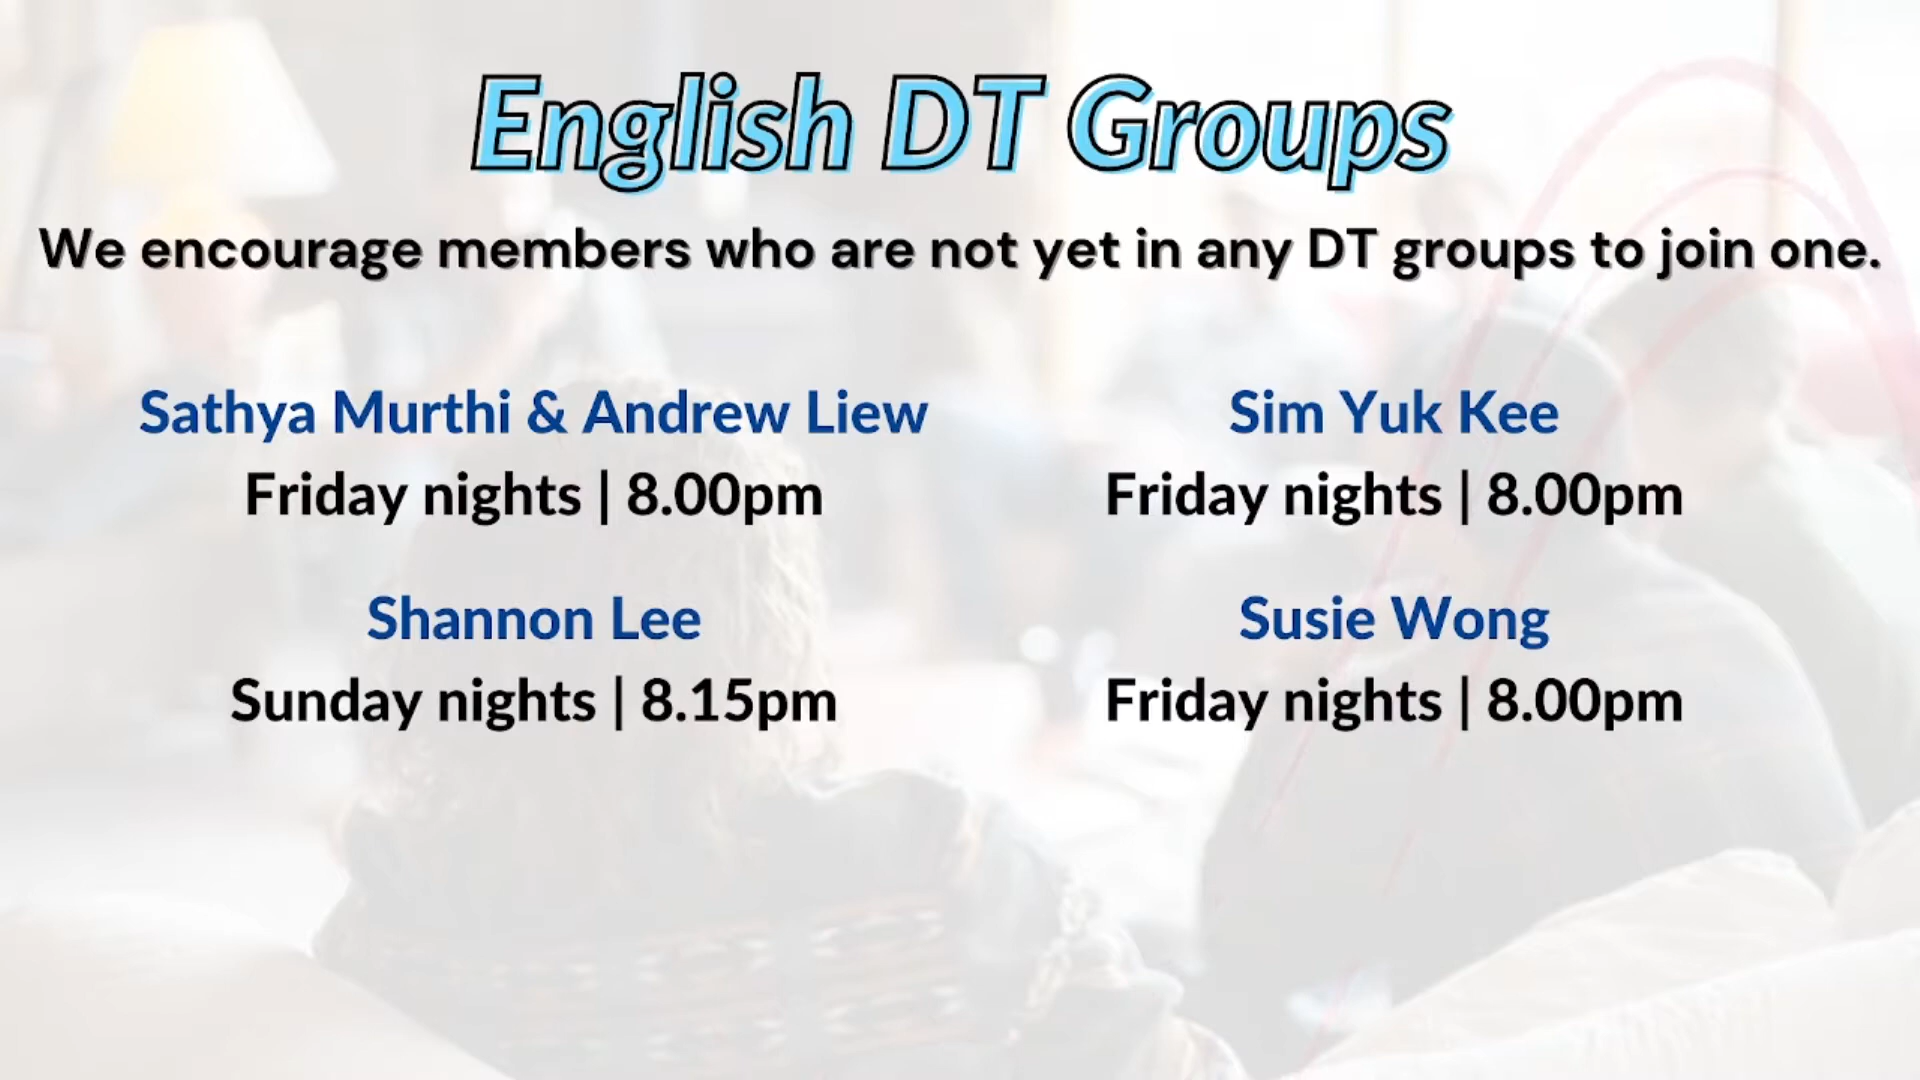 English DT Groups
We encourage members who are not yet in any DT groups to join one.
Sathya Murthi & Andrew Liew
Friday nights | 8.00pm
Sim Yuk Kee
Friday nights | 8.00pm
Shannon Lee
Sunday nights | 8.15pm
Susie Wong
Friday nights | 8.00pm